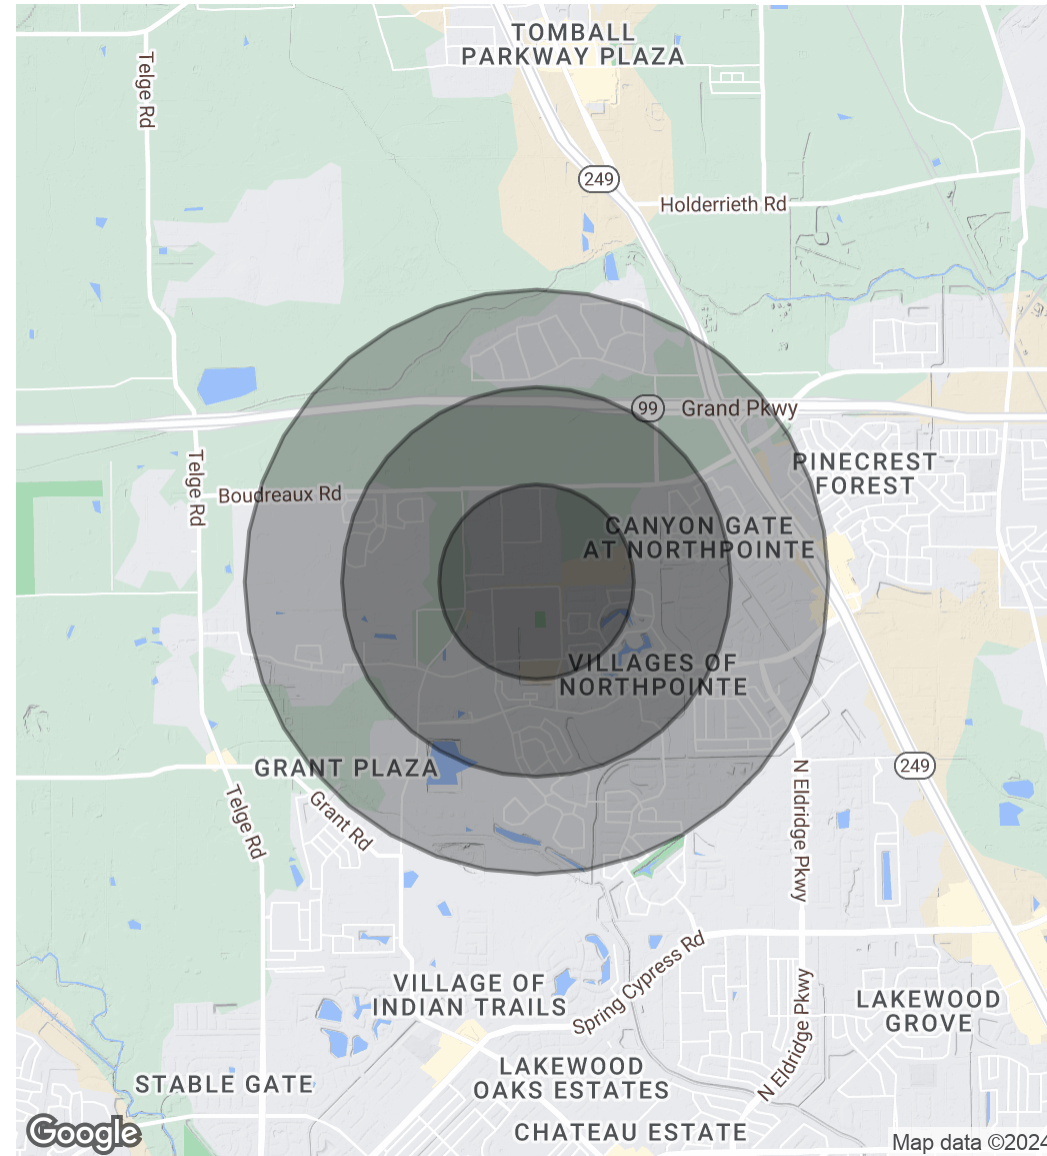 TOMBALL
PARKWAY PLAZA
Telge Rd
249
Holderrieth Rd
99
Grand Pkwy
PINECREST
FOREST
Telge Rd
Boudreaux Rd
CANYON GATE
AT NORTHPOINTE
VILLAGES OF
NORTHPOINTE
GRANT PLAZA
249
Telge Rd
Grant Rd
N Eldridge Pkwy
Spring Cypress Rd
VILLAGE OF
INDIAN TRAILS
LAKEWOOD
GROVE
N Eldridge Pkwy
LAKEWOOD
OAKS ESTATES
STABLE GATE
CHATEAU ESTATE
Google
Map data ©2024